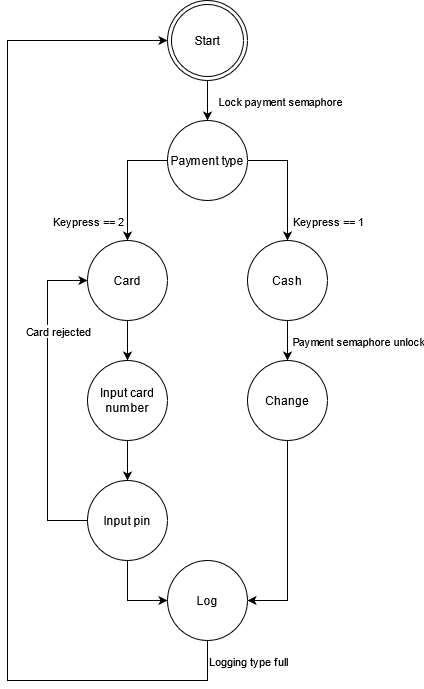 Start
Lock payment semaphore
Payment type
Keypress == 2
Keypress == 1
Card
Cash
Card rejected
Payment semaphore unlock
Input card
number
Change
Input pin
Log
Logging type full